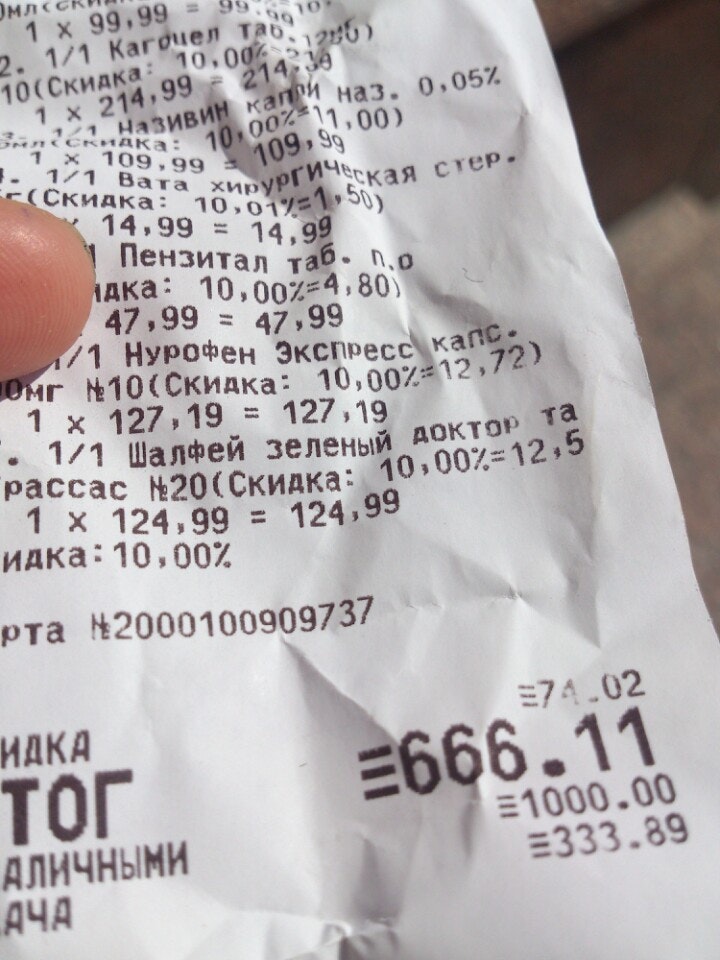 1 x 99,99 = 99.99
2. 1/1 Кагоцел таб.
10(Скидка: 10,00%=
1 x 214,99 = 214,
1/1 Називин капли наз. 0,05%
(Скидка: 10,00%=11,00)
1 x 109,99 = 109,99
1/1 Вата хирургическая стер.
(Скидка: 10,01%=1,50)
14,99 = 14,99
Пензитал таб. п.о
идка: 10,00%=4,80)
47,99 = 47,99
1/1 Нурофен Экспресс капс.
0мг №10(Скидка: 10,00%=12,72)
1 x 127,19 = 127,19
. 1/1 Шалфей зеленый доктор та
рассас №20(Скидка: 10,00%=12,5
1 x 124,99 = 124,99
идка:10,00%
рта №2000100909737
идка ≡74.02
ТОГ ≡666.11
АЛИЧНЫМИ ≡1000.00
АЧА ≡333.89